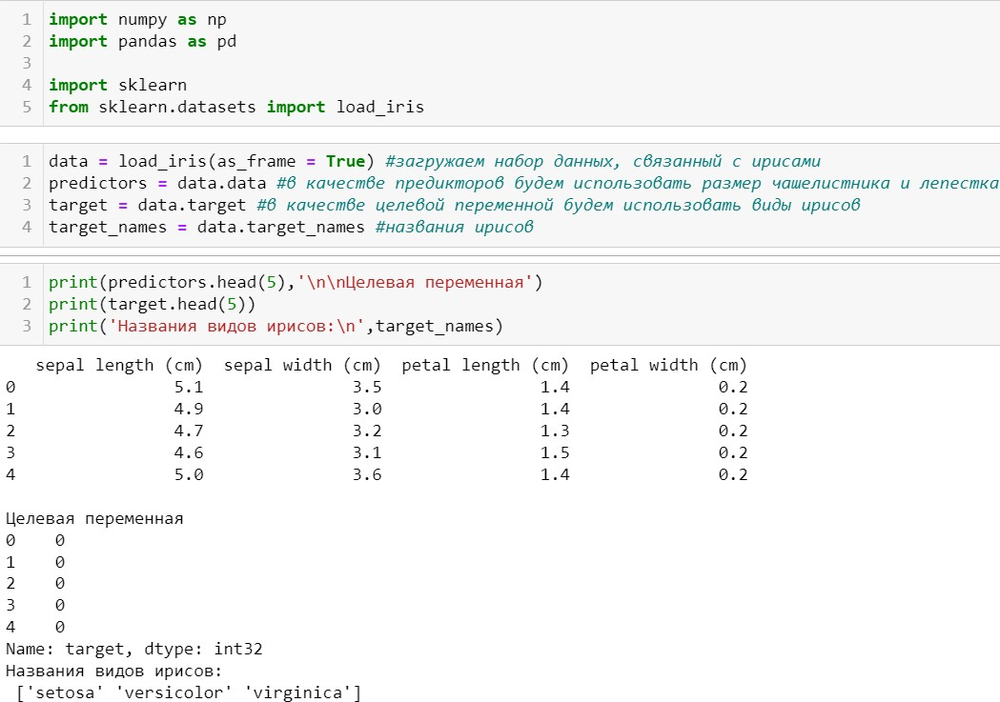 1 import numpy as np
2 import pandas as pd
3
4 import sklearn
5 from sklearn.datasets import load_iris
1 data = load_iris(as_frame = True) #загружаем набор данных, связанный с ирисами
2 predictors = data.data #в качестве предикторов будем использовать размер чашелистника и лепестка
3 target = data.target #в качестве целевой переменной будем использовать виды ирисов
4 target_names = data.target_names #названия ирисов
1 print(predictors.head(5),'\n\nЦелевая переменная')
2 print(target.head(5))
3 print('Названия видов ирисов:\n',target_names)
sepal length (cm) sepal width (cm) petal length (cm) petal width (cm)
0 5.1 3.5 1.4 0.2
1 4.9 3.0 1.4 0.2
2 4.7 3.2 1.3 0.2
3 4.6 3.1 1.5 0.2
4 5.0 3.6 1.4 0.2
Целевая переменная
0 0
1 0
2 0
3 0
4 0
Name: target, dtype: int32
Названия видов ирисов:
['setosa' 'versicolor' 'virginica']